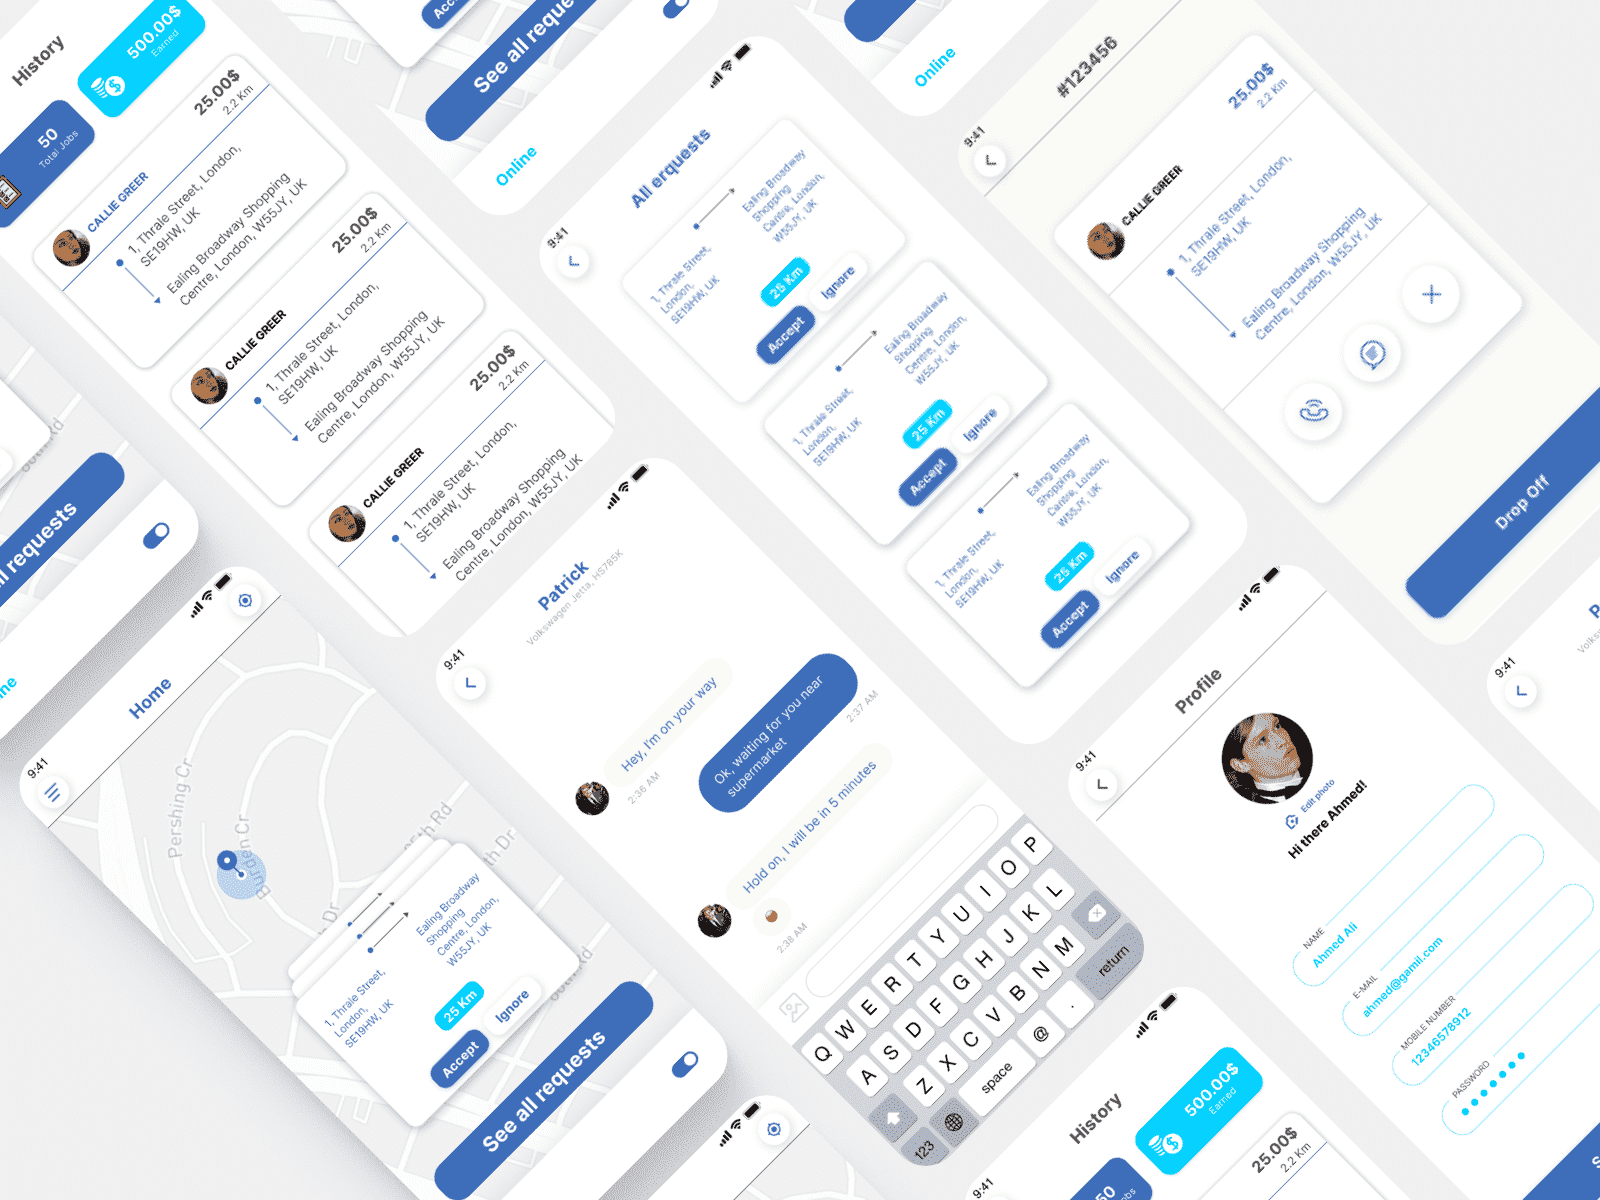 History
500.00$
Earned
50
Total Jobs
25.00$
2.2 Km
CALLIE GREER
1, Thrale Street, London,
SE19HW, UK
Ealing Broadway Shopping
Centre, London, W55JY, UK
25.00$
2.2 Km
CALLIE GREER
1, Thrale Street, London,
SE19HW, UK
Ealing Broadway Shopping
Centre, London, W55JY, UK
25.00$
2.2 Km
CALLIE GREER
1, Thrale Street, London,
SE19HW, UK
Ealing Broadway Shopping
Centre, London, W55JY, UK
See all requests
Online
9:41
All erquests
1, Thrale Street,
London,
SE19HW, UK
Ealing Broadway
Shopping
Centre, London,
W55JY, UK
25 Km
Accept
Ignore
1, Thrale Street,
London,
SE19HW, UK
Ealing Broadway
Shopping
Centre, London,
W55JY, UK
25 Km
Accept
Ignore
1, Thrale Street,
London,
SE19HW, UK
Ealing Broadway
Shopping
Centre, London,
W55JY, UK
25 Km
Accept
Ignore
Online
9:41
#123456
25.00$
2.2 Km
CALLIE GREER
1, Thrale Street, London,
SE19HW, UK
Ealing Broadway Shopping
Centre, London, W55JY, UK
Drop Off
requests
9:41
Home
Pershing Cr
Burden Cr
1, Thrale Street,
London,
SE19HW, UK
Ealing Broadway
Shopping
Centre, London,
W55JY, UK
25 Km
Accept
Ignore
See all requests
9:41
Patrick
Volkswagen Jetta, HS785K
Hey, I'm on your way
2:36 AM
Ok, waiting for you near
supermarket
2:37 AM
Hold on, I will be in 5 minutes
2:38 AM
Q W E R T Y U I O P
A S D F G H J K L
Z X C V B N M
123 space @ . return
9:41
Profile
Edit photo
Hi there Ahmed!
NAME
Ahmed Ali
E-MAIL
ahmed@gamil.com
MOBILE NUMBER
12346578912
PASSWORD
9:41
9:41
History
500.00$
Earned
50
25.00$
2.2 Km